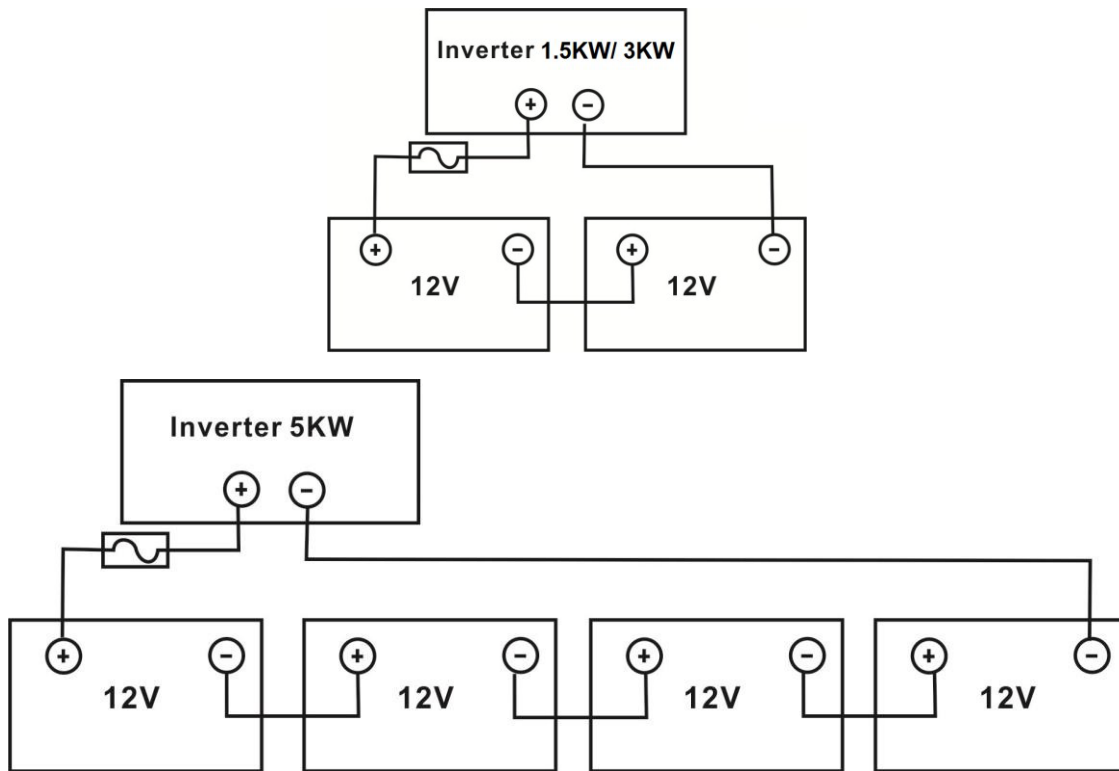 Inverter 1.5KW/ 3KW
+ -
+ - + -
12V 12V
Inverter 5KW
+ -
+ - + - + - + -
12V 12V 12V 12V